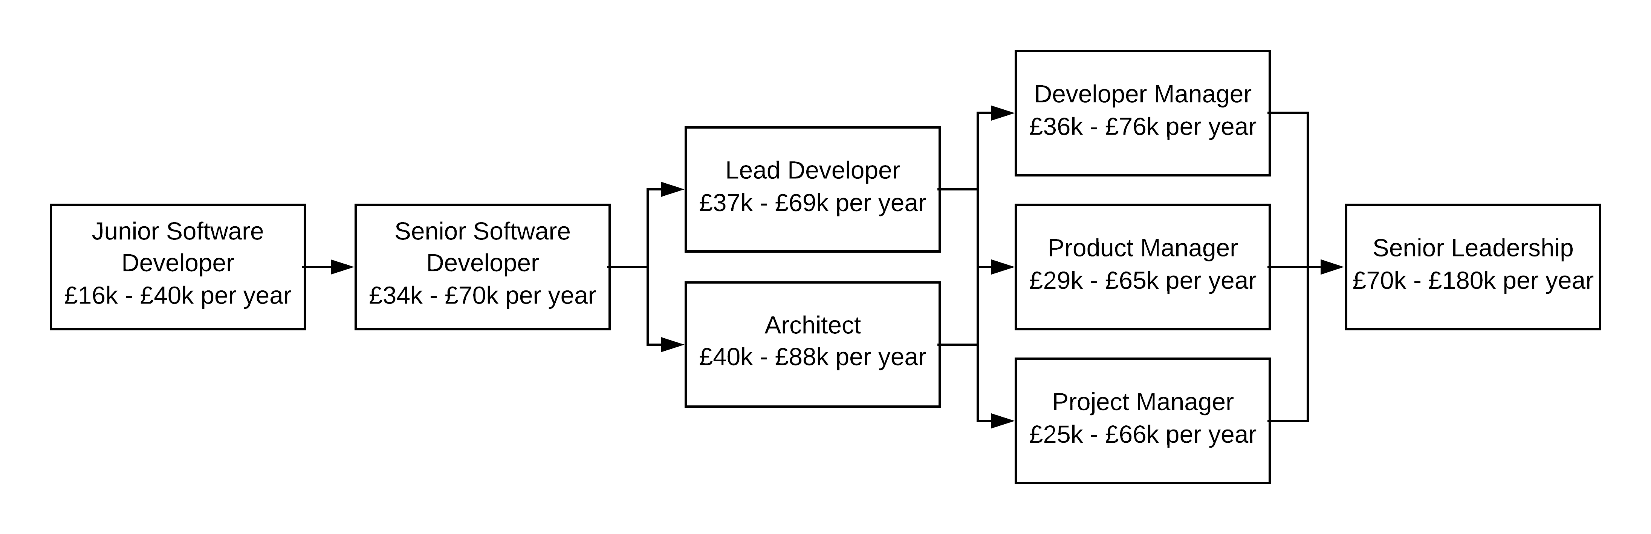 Junior Software
Developer
£16k - £40k per year
Senior Software
Developer
£34k - £70k per year
Lead Developer
£37k - £69k per year
Architect
£40k - £88k per year
Developer Manager
£36k - £76k per year
Product Manager
£29k - £65k per year
Project Manager
£25k - £66k per year
Senior Leadership
£70k - £180k per year